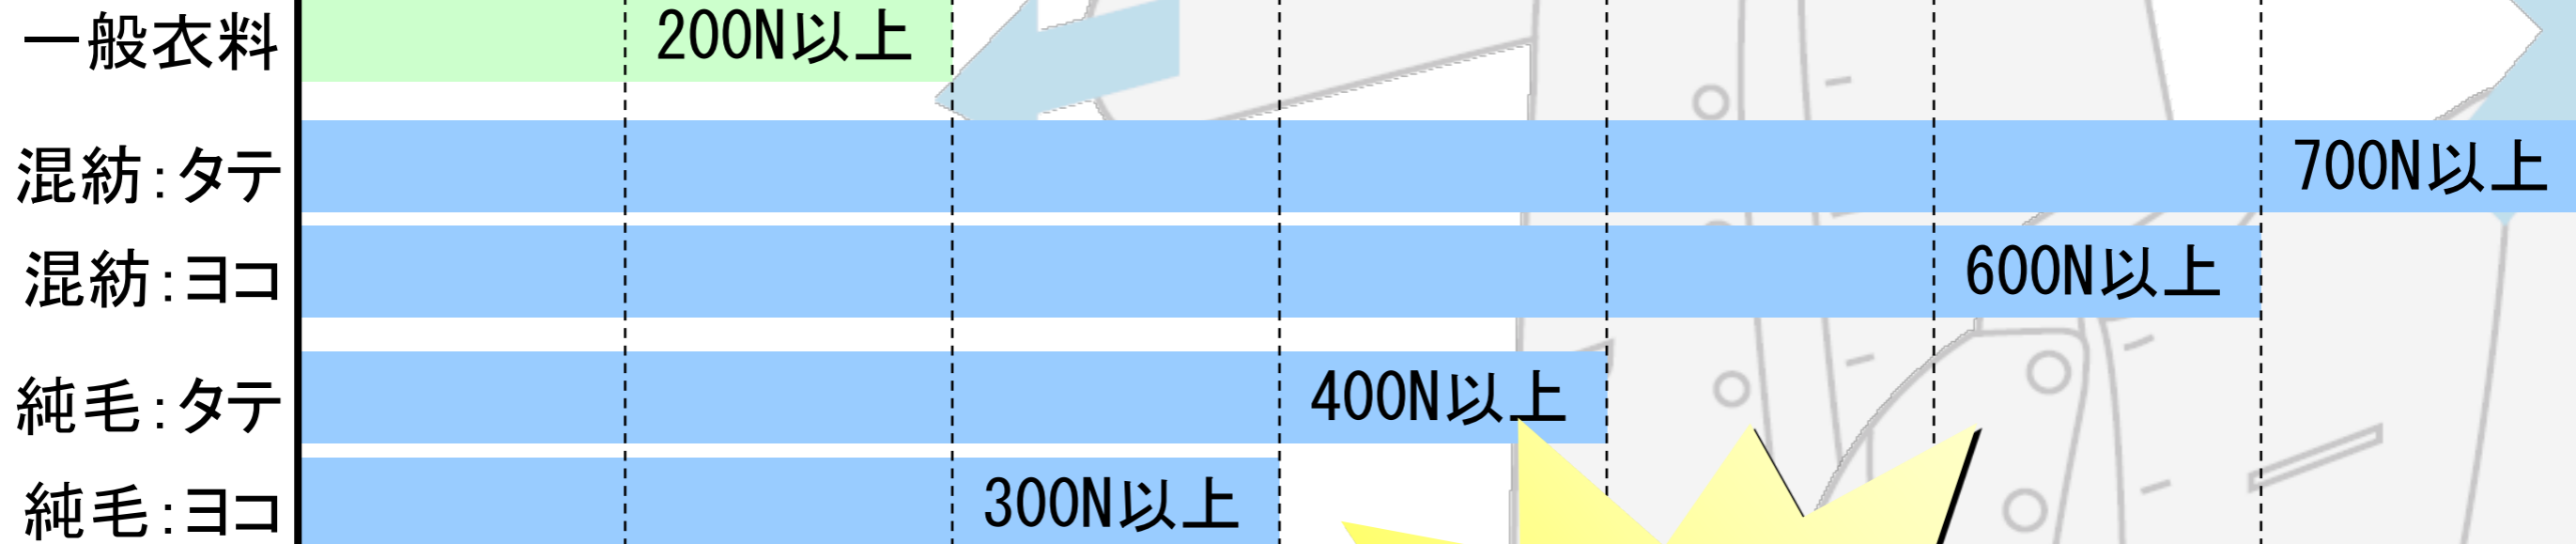 一般衣料 200N以上
混紡:タテ 700N以上
混紡:ヨコ 600N以上
純毛:タテ 400N以上
純毛:ヨコ 300N以上